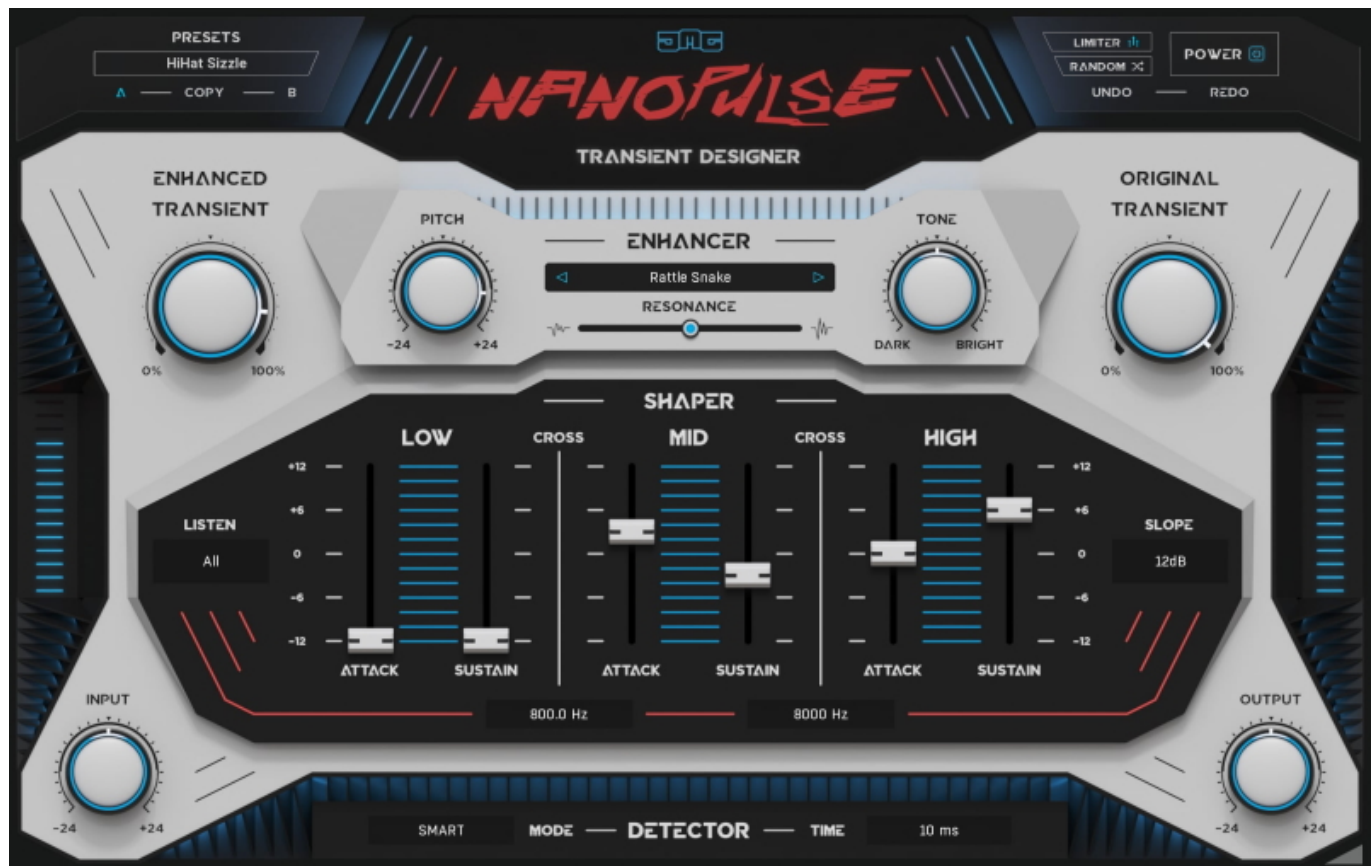 PRESETS
HiHat Sizzle
A COPY B
NANOPULSE
TRANSIENT DESIGNER
LIMITER
RANDOM
POWER
UNDO REDO
ENHANCED
TRANSIENT
0% 100%
PITCH
-24 +24
ENHANCER
Rattle Snake
RESONANCE
TONE
DARK BRIGHT
ORIGINAL
TRANSIENT
0% 100%
SHAPER
LOW CROSS MID CROSS HIGH
+12 +12
+6 +6
0 0
-6 -6
-12 -12
LISTEN
All
SLOPE
12dB
ATTACK SUSTAIN ATTACK SUSTAIN ATTACK SUSTAIN
800.0 Hz 8000 Hz
INPUT
-24 +24
OUTPUT
-24 +24
SMART MODE DETECTOR TIME 10 ms